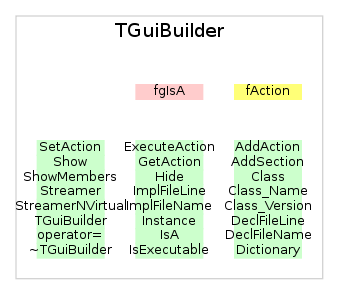 TGuiBuilder
fgIsA fAction
SetAction ExecuteAction AddAction
Show GetAction AddSection
ShowMembers Hide Class
Streamer ImplFileLine Class_Name
StreamerNVirtual ImplFileName Class_Version
TGuiBuilder Instance DeclFileLine
operator= IsA DeclFileName
~TGuiBuilder IsExecutable Dictionary